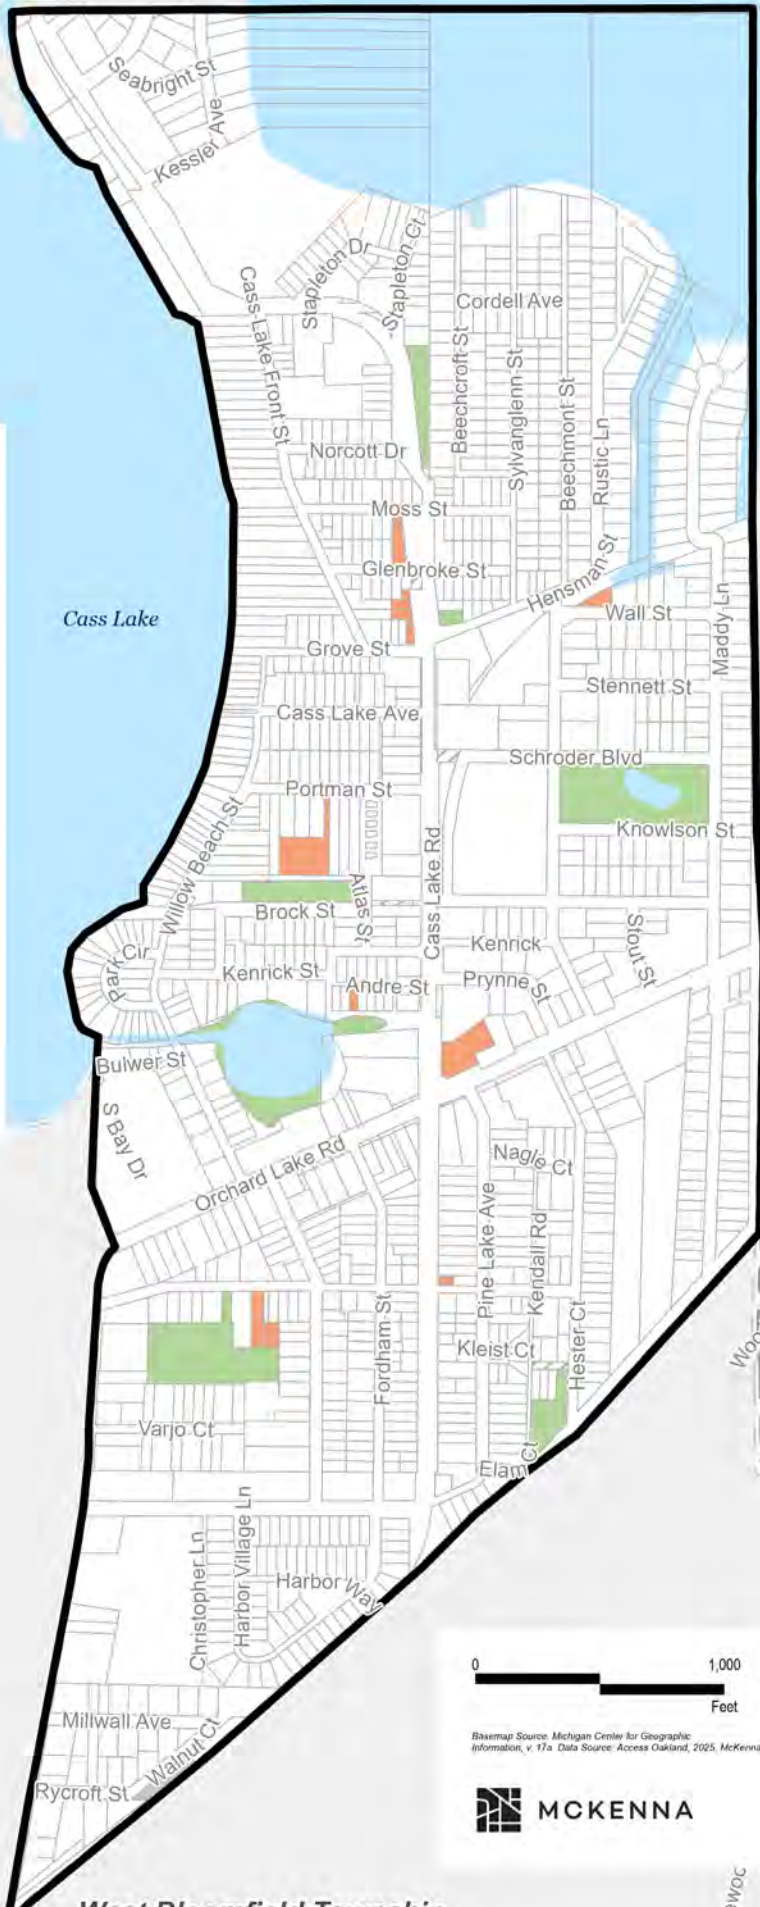 Seabright St
Kessler Ave
Stapleton Dr
Stapleton Ct
Cass Lake Front St
Cordell Ave
Beechcroft St
Sylvanglenn St
Beechmont St
Rustic Ln
Norcott Dr
Moss St
Glenbroke St
Hensman St
Wall St
Maddy Ln
Cass Lake
Grove St
Stennett St
Cass Lake Ave
Schroder Blvd
Portman St
Willow Beach St
Knowlson St
Cass Lake Rd
Atlas St
Brock St
Park Cir
Kenrick St
Kenrick
Stout St
Andre St
Prynne St
Bulwer St
S Bay Dr
Orchard Lake Rd
Nagle Ct
Pine Lake Ave
Kendall Rd
Hester Ct
Fordham St
Kleist Ct
Woo
Varjo Ct
Elam Ct
Christopher Ln
Harbor Village Ln
Harbor Way
0 1,000
Feet
Millwall Ave
Walnut Ct
Rycroft St
Basemap Source: Michigan Center for Geographic
Information, v. 17a. Data Source: Access Oakland, 2025. McKenna
MCKENNA
West Bloomfield Township
ewoc